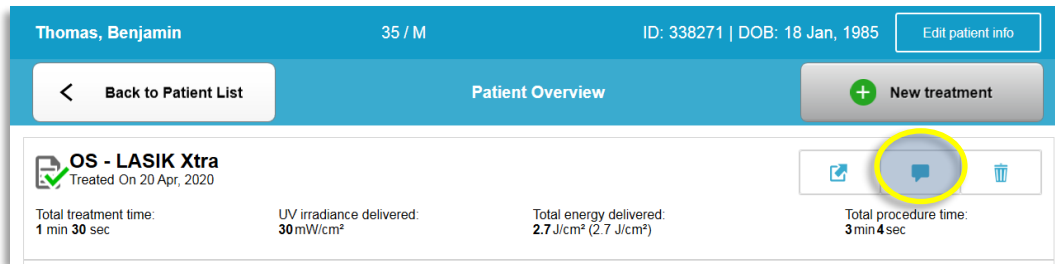 Thomas, Benjamin 35 / M ID: 338271 | DOB: 18 Jan, 1985 Edit patient info
Back to Patient List Patient Overview New treatment
OS - LASIK Xtra
Treated On 20 Apr, 2020
Total treatment time: UV irradiance delivered: Total energy delivered: Total procedure time:
1 min 30 sec 30 mW/cm² 2.7 J/cm² (2.7 J/cm²) 3 min 4 sec